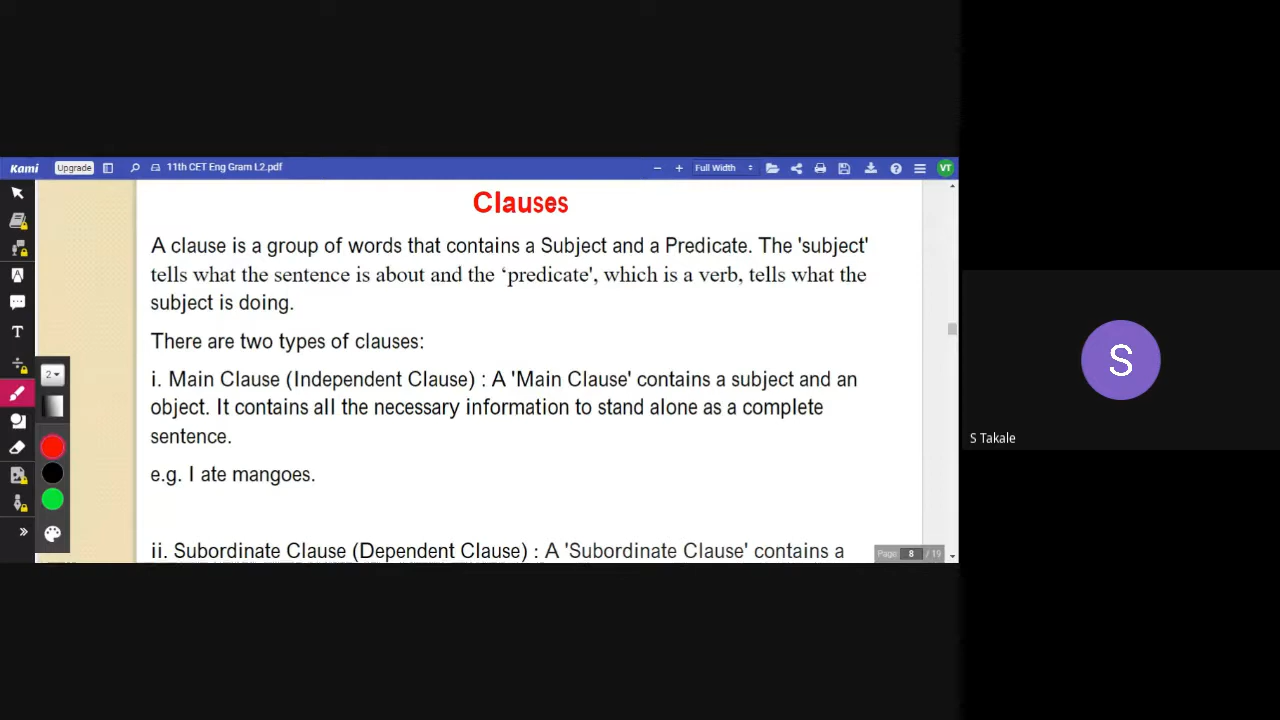 Kami Upgrade 11th CET Eng Gram L2.pdf Full Width VT
Clauses
A clause is a group of words that contains a Subject and a Predicate. The 'subject'
tells what the sentence is about and the ‘predicate', which is a verb, tells what the
subject is doing.
There are two types of clauses:
i. Main Clause (Independent Clause) : A 'Main Clause' contains a subject and an
object. It contains all the necessary information to stand alone as a complete
sentence.
e.g. I ate mangoes.
ii. Subordinate Clause (Dependent Clause) : A 'Subordinate Clause' contains a
Page 8 / 19
2
T
S
S Takale